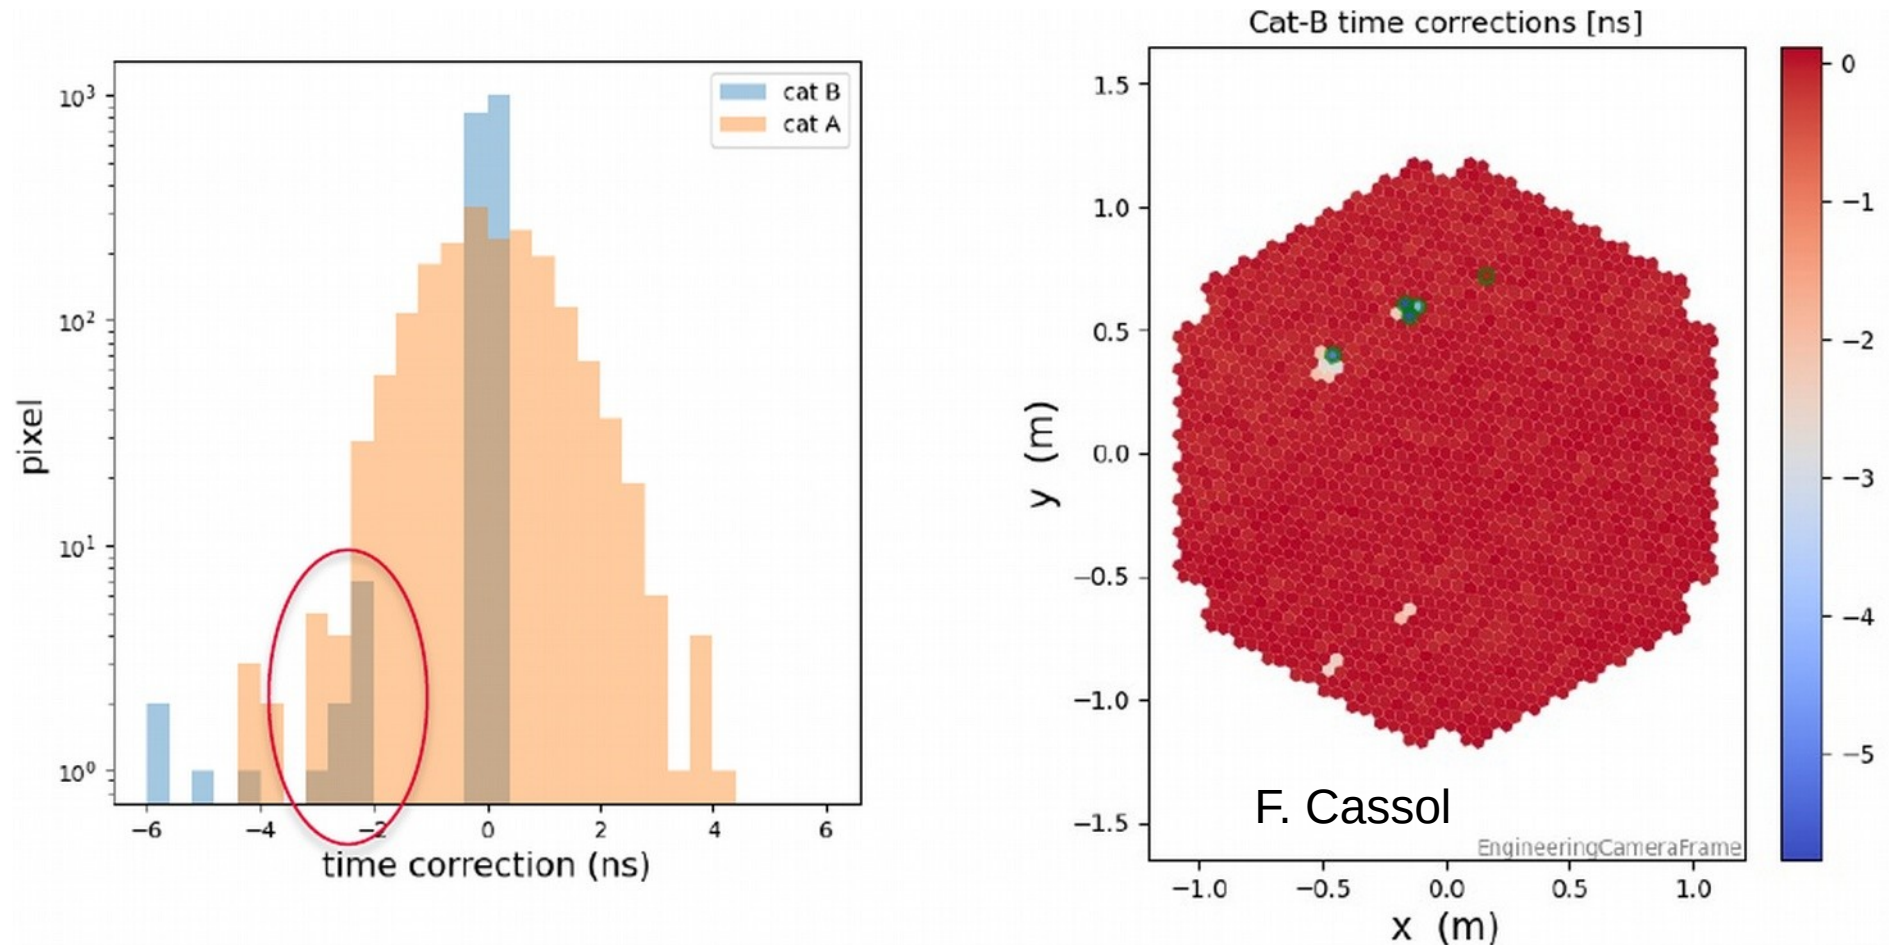 10³
10²
10¹
10⁰
pixel
−6 −4 −2 0 2 4 6
time correction (ns)
cat B
cat A
Cat-B time corrections [ns]
1.5
1.0
0.5
0.0
−0.5
−1.0
−1.5
y (m)
F. Cassol
EngineeringCameraFrame
−1.0 −0.5 0.0 0.5 1.0
x (m)
0
−1
−2
−3
−4
−5